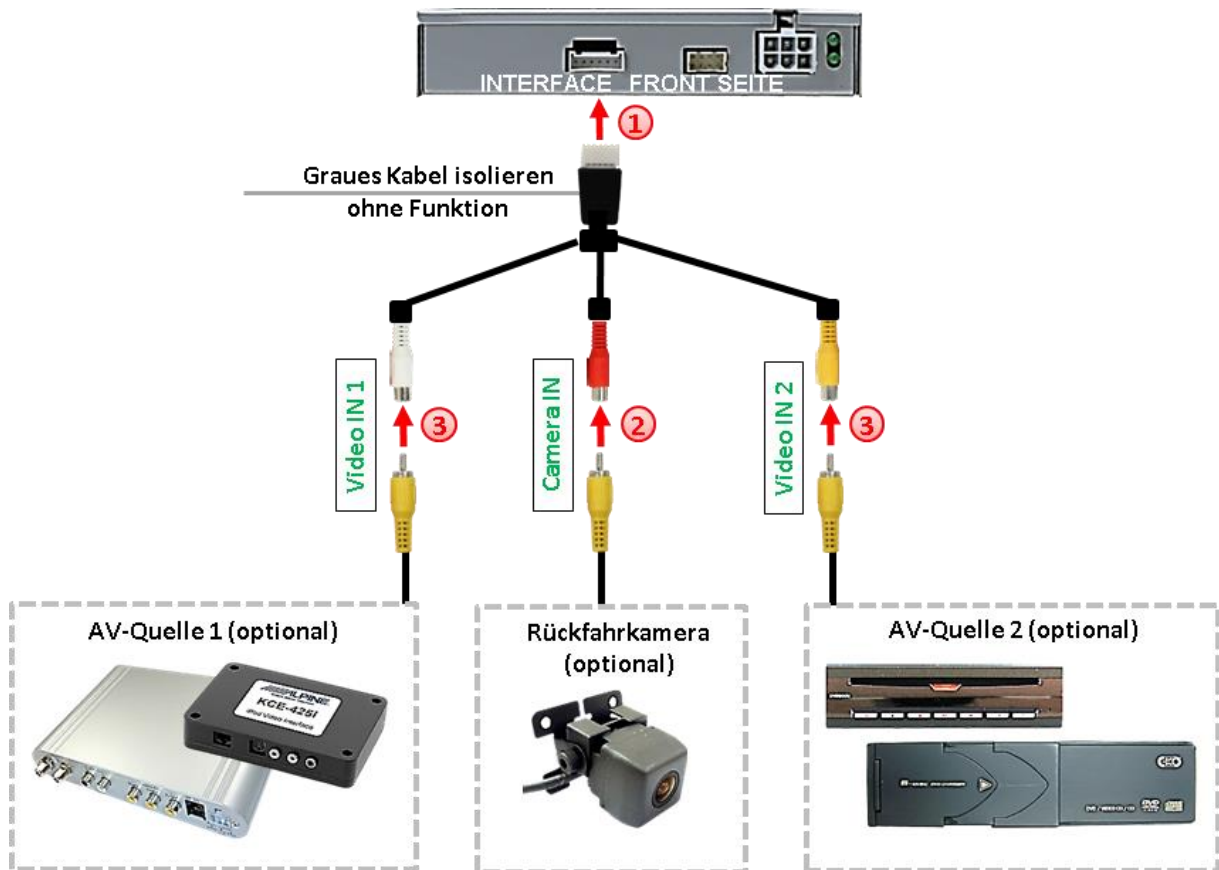 INTERFACE FRONT SEITE
1
Graues Kabel isolieren
ohne Funktion
Video IN 1
3
Camera IN
2
Video IN 2
3
AV-Quelle 1 (optional)
ALPINE
KCE-425i
iPod Video Interface
Rückfahrkamera
(optional)
AV-Quelle 2 (optional)